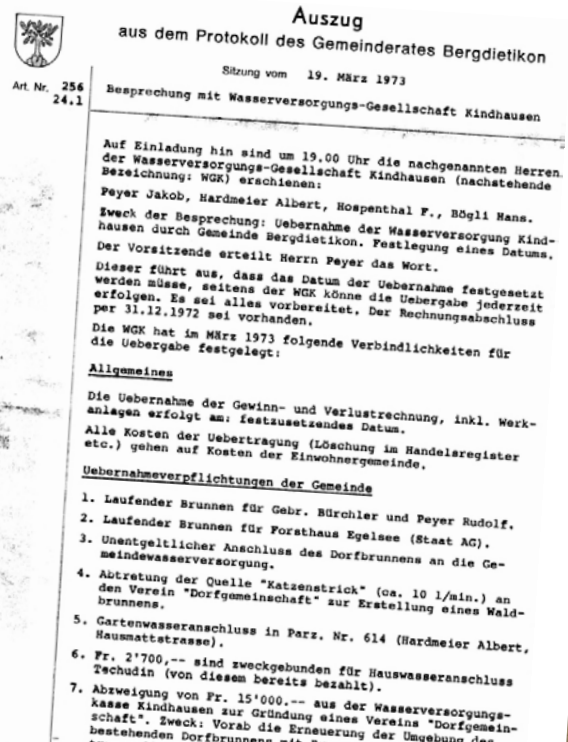 Auszug
aus dem Protokoll des Gemeinderates Bergdietikon
Sitzung vom 19. März 1973
Art. Nr. 256
24.1
Besprechung mit Wasserversorgungs-Gesellschaft Kindhausen
Auf Einladung hin sind um 19.00 Uhr die nachgenannten Herren
der Wasserversorgungs-Gesellschaft Kindhausen (nachstehende
Bezeichnung: WGK) erschienen:
Peyer Jakob, Hardmeier Albert, Hospenthal F., Bögli Hans.
Zweck der Besprechung: Uebernahme der Wasserversorgung Kind-
hausen durch Gemeinde Bergdietikon. Festlegung eines Datums.
Der Vorsitzende erteilt Herrn Peyer das Wort.
Dieser führt aus, dass das Datum der Uebernahme festgesetzt
werden müsse, seitens der WGK könne die Uebergabe jederzeit
erfolgen. Es sei alles vorbereitet. Der Rechnungsabschluss
per 31.12.1972 sei vorhanden.
Die WGK hat im März 1973 folgende Verbindlichkeiten für
die Uebergabe festgelegt:
Allgemeines
Die Uebernahme der Gewinn- und Verlustrechnung, inkl. Werk-
anlagen erfolgt am: festzusetzendes Datum.
Alle Kosten der Uebertragung (Löschung im Handelsregister
etc.) gehen auf Kosten der Einwohnergemeinde.
Uebernahmeverpflichtungen der Gemeinde
1. Laufender Brunnen für Gebr. Bürchler und Peyer Rudolf.
2. Laufender Brunnen für Forsthaus Egelsee (Staat AG).
3. Unentgeltlicher Anschluss des Dorfbrunnens an die Ge-
meindewasserversorgung.
4. Abtretung der Quelle "Katzenstrick" (ca. 10 l/min.) an
den Verein "Dorfgemeinschaft" zur Erstellung eines Wald-
brunnens.
5. Gartenwasseranschluss in Parz. Nr. 614 (Hardmeier Albert,
Hausmattstrasse).
6. Fr. 2'700,-- sind zweckgebunden für Hauswasseranschluss
Tschudin (von diesem bereits bezahlt).
7. Abzweigung von Fr. 15'000.-- aus der Wasserversorgungs-
kasse Kindhausen zur Gründung eines Vereins "Dorfgemein-
schaft". Zweck: Vorab die Erneuerung der Umgebung des
bestehenden Dorfbrunnens mit